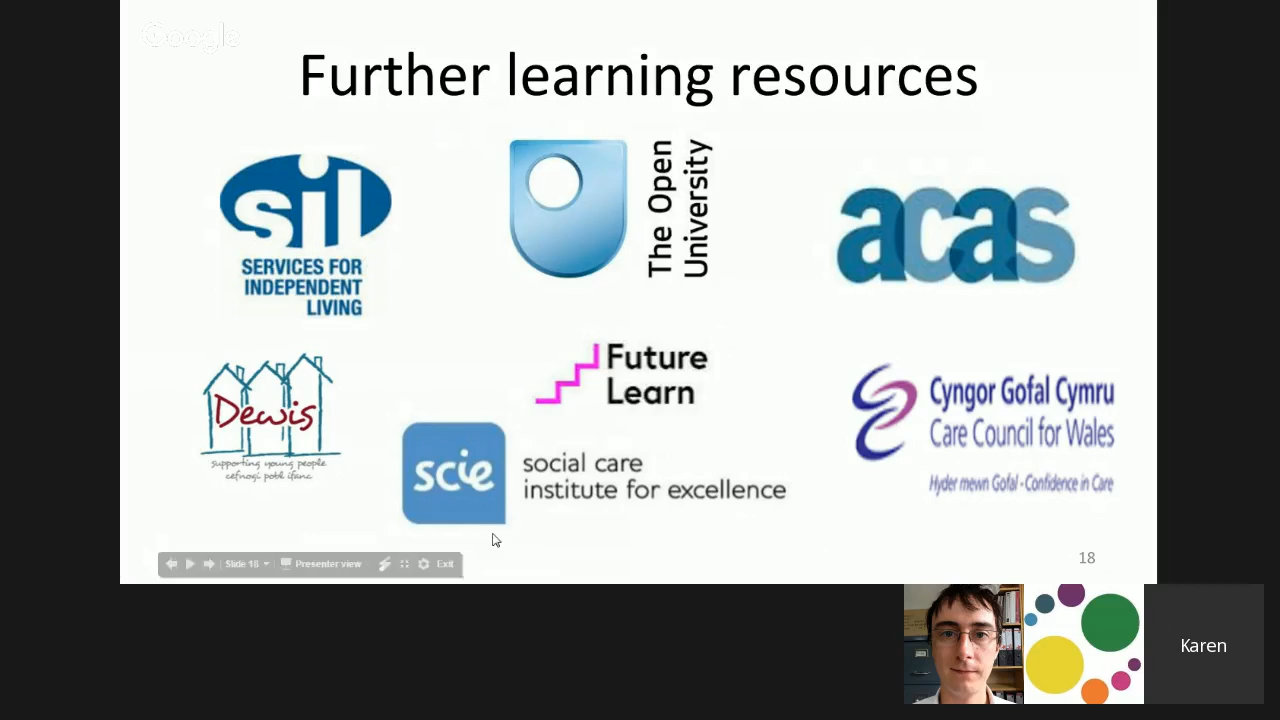 Google
Further learning resources
sil
SERVICES FOR
INDEPENDENT
LIVING
The Open
University
acas
Dewis
supporting young people
cefnogi pobl ifanc
Future
Learn
scie
social care
institute for excellence
Cyngor Gofal Cymru
Care Council for Wales
Hyder mewn Gofal - Confidence in Care
Slide 18
Presenter view
Exit
18
Karen